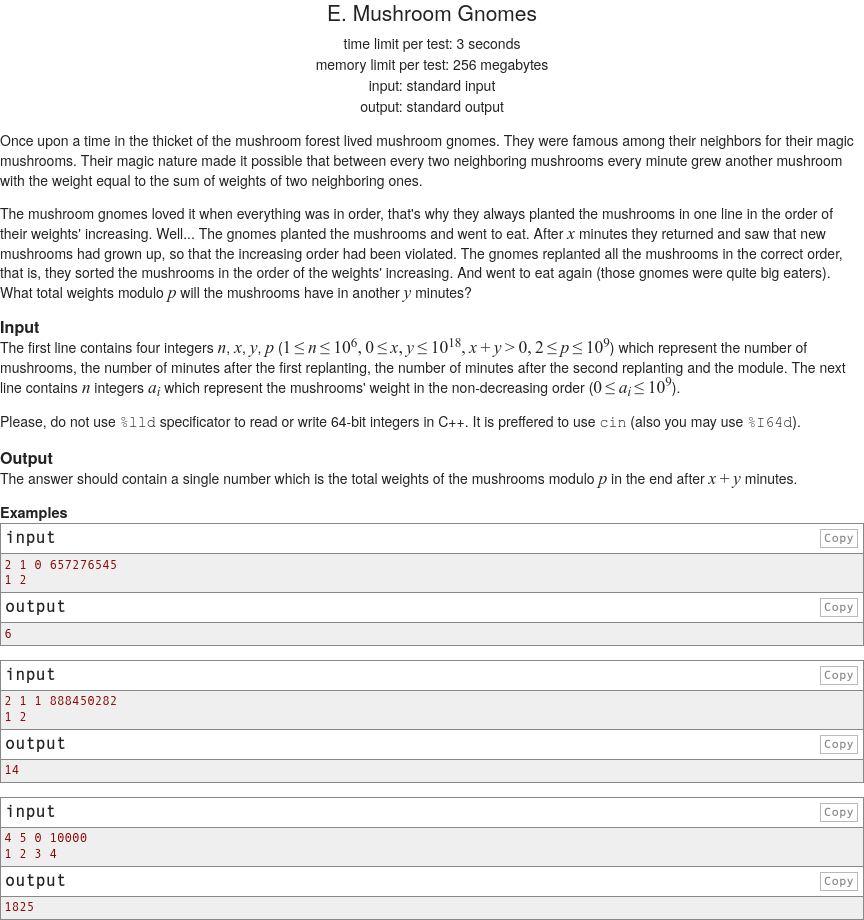 E. Mushroom Gnomes
time limit per test: 3 seconds
memory limit per test: 256 megabytes
input: standard input
output: standard output
Once upon a time in the thicket of the mushroom forest lived mushroom gnomes. They were famous among their neighbors for their magic
mushrooms. Their magic nature made it possible that between every two neighboring mushrooms every minute grew another mushroom
with the weight equal to the sum of weights of two neighboring ones.
The mushroom gnomes loved it when everything was in order, that's why they always planted the mushrooms in one line in the order of
their weights' increasing. Well... The gnomes planted the mushrooms and went to eat. After x minutes they returned and saw that new
mushrooms had grown up, so that the increasing order had been violated. The gnomes replanted all the mushrooms in the correct order,
that is, they sorted the mushrooms in the order of the weights' increasing. And went to eat again (those gnomes were quite big eaters).
What total weights modulo p will the mushrooms have in another y minutes?
Input
The first line contains four integers n, x, y, p (1 ≤ n ≤ 10^6, 0 ≤ x, y ≤ 10^18, x + y > 0, 2 ≤ p ≤ 10^9) which represent the number of
mushrooms, the number of minutes after the first replanting, the number of minutes after the second replanting and the module. The next
line contains n integers a_i which represent the mushrooms' weight in the non-decreasing order (0 ≤ a_i ≤ 10^9).
Please, do not use %lld specificator to read or write 64-bit integers in C++. It is preffered to use cin (also you may use %I64d).
Output
The answer should contain a single number which is the total weights of the mushrooms modulo p in the end after x + y minutes.
Examples
input Copy
2 1 0 657276545
1 2
output Copy
6
input Copy
2 1 1 888450282
1 2
output Copy
14
input Copy
4 5 0 10000
1 2 3 4
output Copy
1825